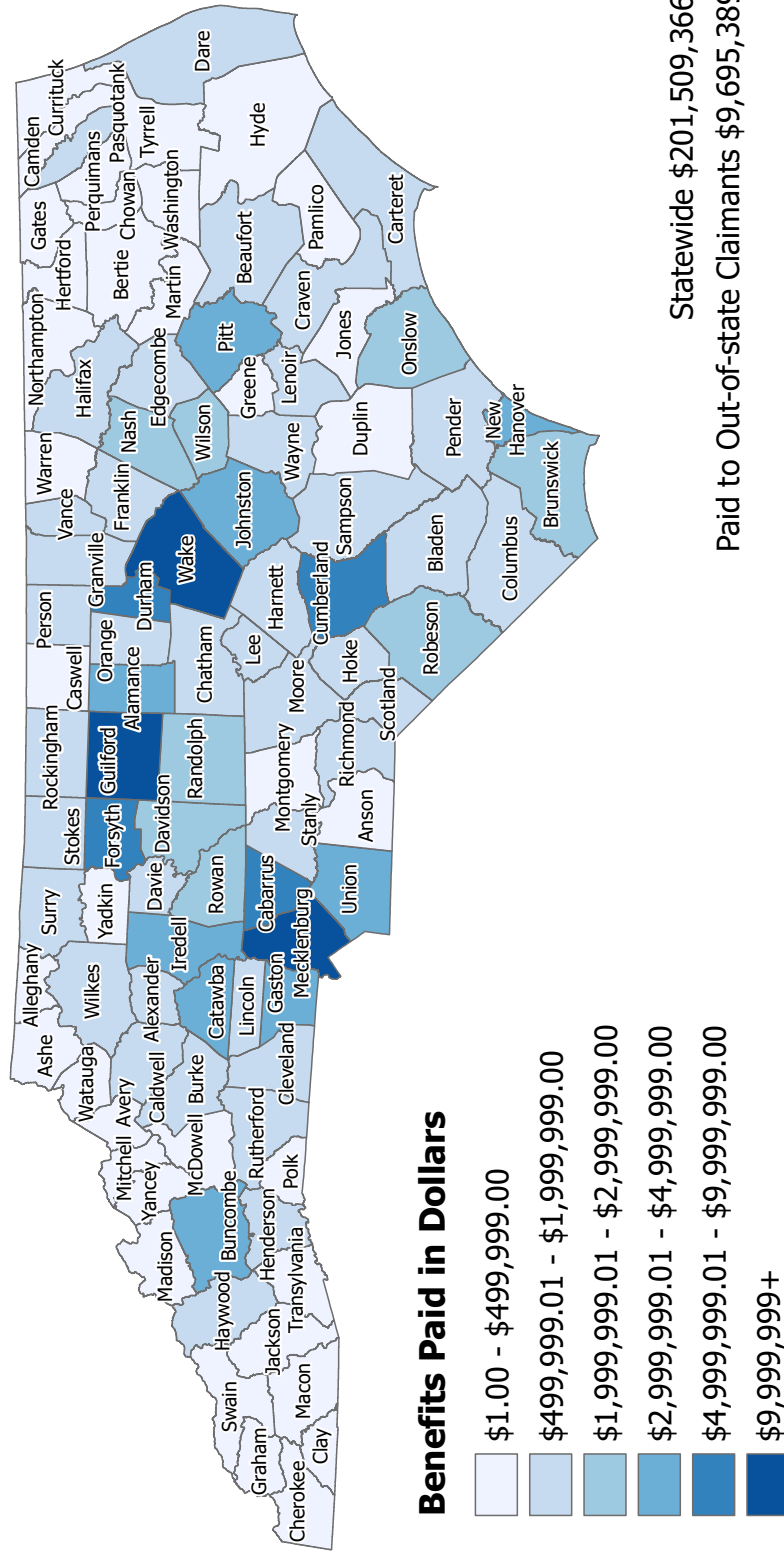 Cherokee
Graham
Clay
Swain
Macon
Jackson
Haywood
Transylvania
Henderson
Buncombe
Madison
Polk
Yancey
Mitchell
McDowell
Rutherford
Avery
Burke
Cleveland
Watauga
Caldwell
Ashe
Alleghany
Wilkes
Alexander
Catawba
Lincoln
Gaston
Mecklenburg
Iredell
Surry
Yadkin
Davie
Rowan
Cabarrus
Union
Stokes
Forsyth
Davidson
Stanly
Montgomery
Anson
Rockingham
Guilford
Randolph
Richmond
Scotland
Caswell
Alamance
Orange
Chatham
Moore
Lee
Hoke
Robeson
Person
Granville
Durham
Wake
Harnett
Cumberland
Bladen
Columbus
Vance
Warren
Franklin
Johnston
Sampson
Brunswick
Nash
Wilson
Wayne
Duplin
Pender
New
Hanover
Halifax
Northampton
Edgecombe
Greene
Lenoir
Jones
Onslow
Pitt
Craven
Hertford
Gates
Bertie
Martin
Beaufort
Pamlico
Carteret
Camden
Currituck
Pasquotank
Perquimans
Chowan
Washington
Tyrrell
Hyde
Dare
Benefits Paid in Dollars
$1.00 - $499,999.00
$499,999.01 - $1,999,999.00
$1,999,999.01 - $2,999,999.00
$2,999,999.01 - $4,999,999.00
$4,999,999.01 - $9,999,999.00
$9,999,999+
Statewide $201,509,366
Paid to Out-of-state Claimants